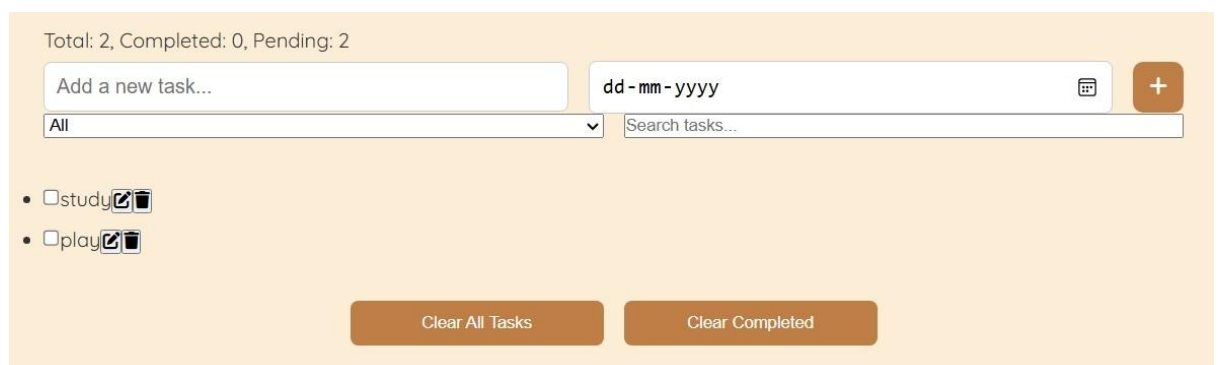 Total: 2, Completed: 0, Pending: 2
Add a new task... dd-mm-yyyy +
All Search tasks...
study
play
Clear All Tasks Clear Completed